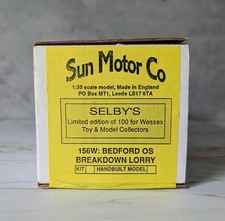 Sun Motor Co
1:50 scale model, Made in England
PO Box MT1, Leeds LS17 6TA
SELBY'S
Limited edition of 100 for Wessex
Toy & Model Collectors
156W: BEDFORD OS
BREAKDOWN LORRY
KIT HANDBUILT MODEL